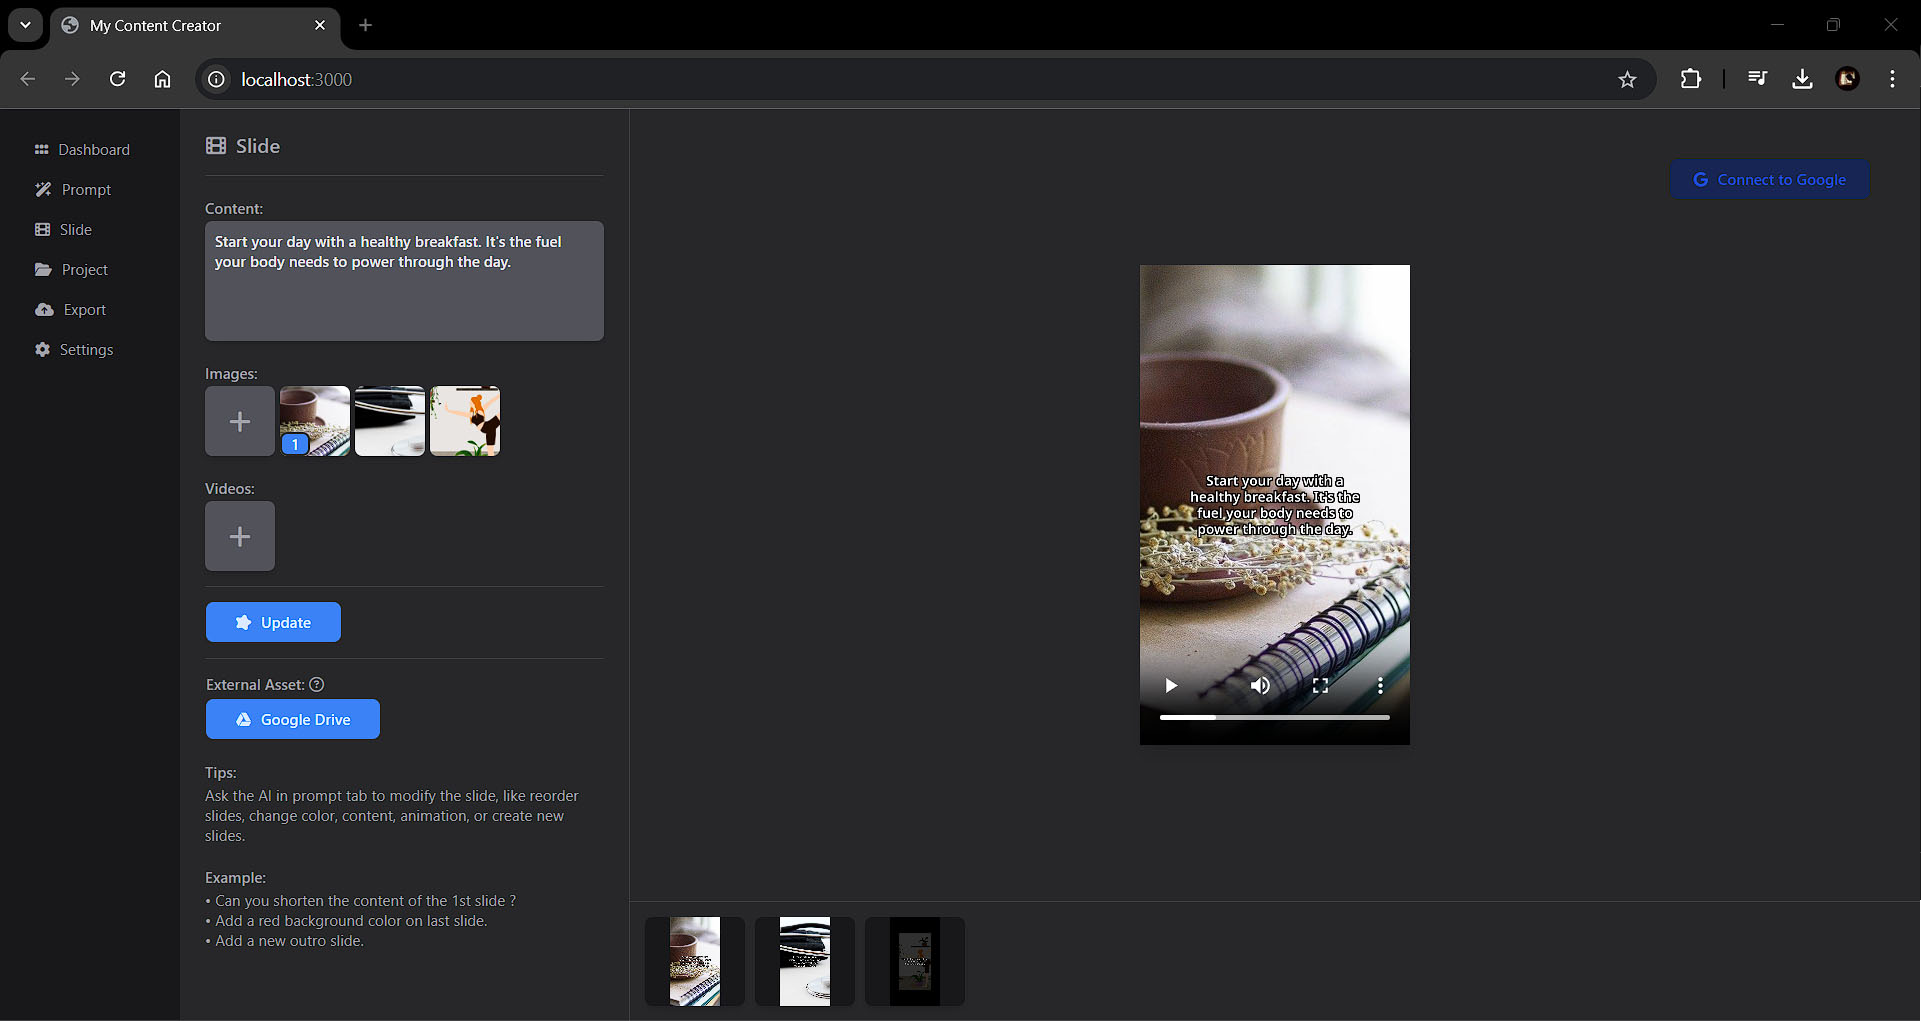 My Content Creator
localhost:3000
Dashboard
Prompt
Slide
Project
Export
Settings
Slide
Content:
Start your day with a healthy breakfast. It's the fuel
your body needs to power through the day.
Images:
1
Videos:
Update
External Asset:
Google Drive
Tips:
Ask the AI in prompt tab to modify the slide, like reorder
slides, change color, content, animation, or create new
slides.
Example:
• Can you shorten the content of the 1st slide ?
• Add a red background color on last slide.
• Add a new outro slide.
Connect to Google
Start your day with a
healthy breakfast. It's the
fuel your body needs to
power through the day.